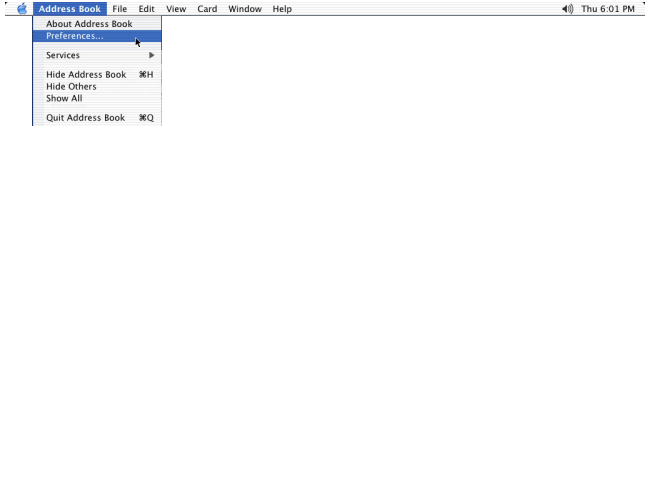 Address Book File Edit View Card Window Help Thu 6:01 PM
About Address Book
Preferences...
Services
Hide Address Book ⌘H
Hide Others
Show All
Quit Address Book ⌘Q